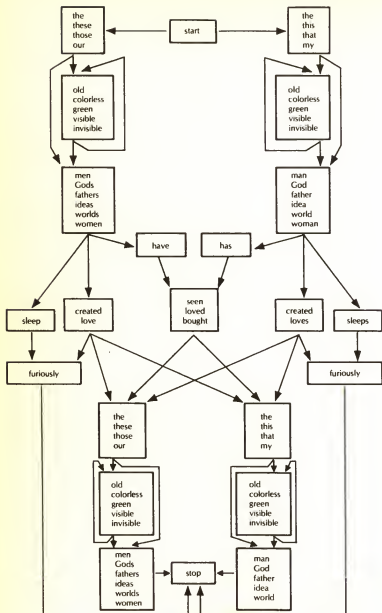 the
these
those
our
start
the
this
that
my
old
colorless
green
visible
invisible
old
colorless
green
visible
invisible
men
Gods
fathers
ideas
worlds
women
man
God
father
idea
world
woman
have
has
sleep
created
love
seen
loved
bought
created
loves
sleeps
furiously
furiously
the
these
those
our
the
this
that
my
old
colorless
green
visible
invisible
old
colorless
green
visible
invisible
men
Gods
fathers
ideas
worlds
women
stop
man
God
father
idea
world